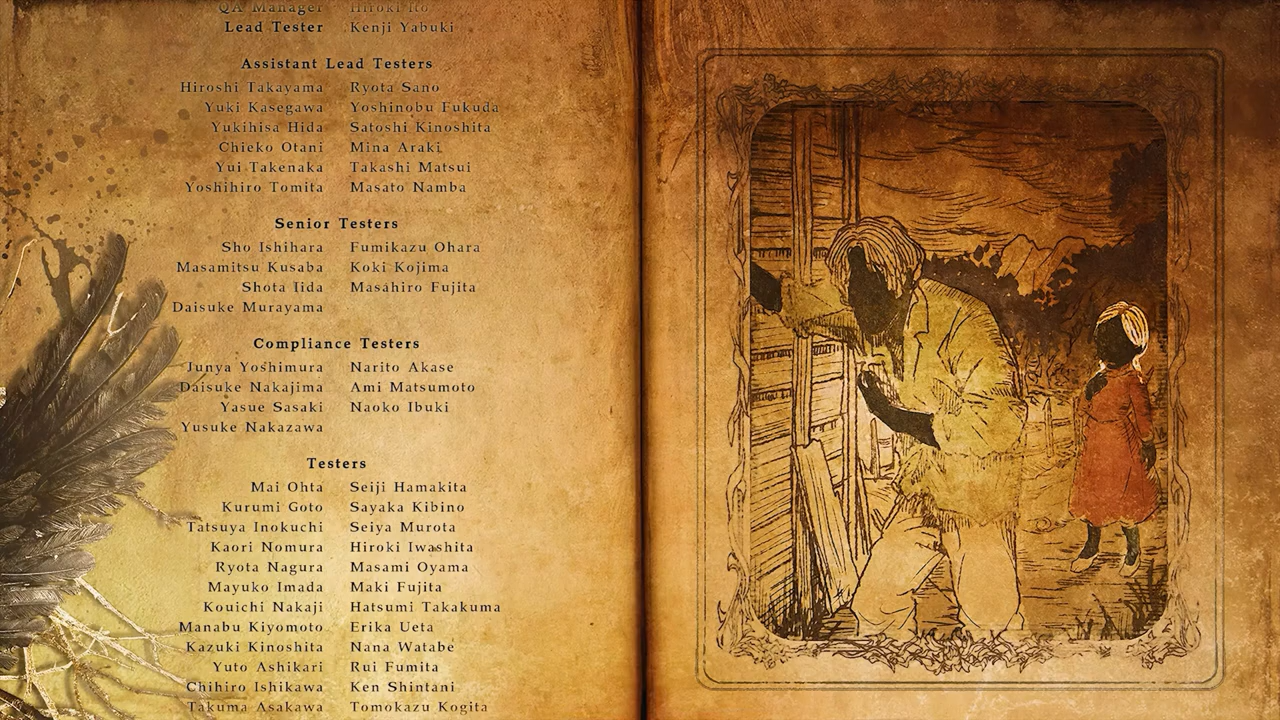 QA Manager Hiroki Ito
Lead Tester Kenji Yabuki
Assistant Lead Testers
Hiroshi Takayama Ryota Sano
Yuki Kasegawa Yoshinobu Fukuda
Yukihisa Hida Satoshi Kinoshita
Chieko Otani Mina Araki
Yui Takenaka Takashi Matsui
Yoshihiro Tomita Masato Namba
Senior Testers
Sho Ishihara Fumikazu Ohara
Masamitsu Kusaba Koki Kojima
Shota Iida Masahiro Fujita
Daisuke Murayama
Compliance Testers
Junya Yoshimura Narito Akase
Daisuke Nakajima Ami Matsumoto
Yasue Sasaki Naoko Ibuki
Yusuke Nakazawa
Testers
Mai Ohta Seiji Hamakita
Kurumi Goto Sayaka Kibino
Tatsuya Inokuchi Seiya Murota
Kaori Nomura Hiroki Iwashita
Ryota Nagura Masami Oyama
Mayuko Imada Maki Fujita
Kouichi Nakaji Hatsumi Takakuma
Manabu Kiyomoto Erika Ueta
Kazuki Kinoshita Nana Watabe
Yuto Ashikari Rui Fumita
Chihiro Ishikawa Ken Shintani
Takuma Asakawa Tomokazu Kogita